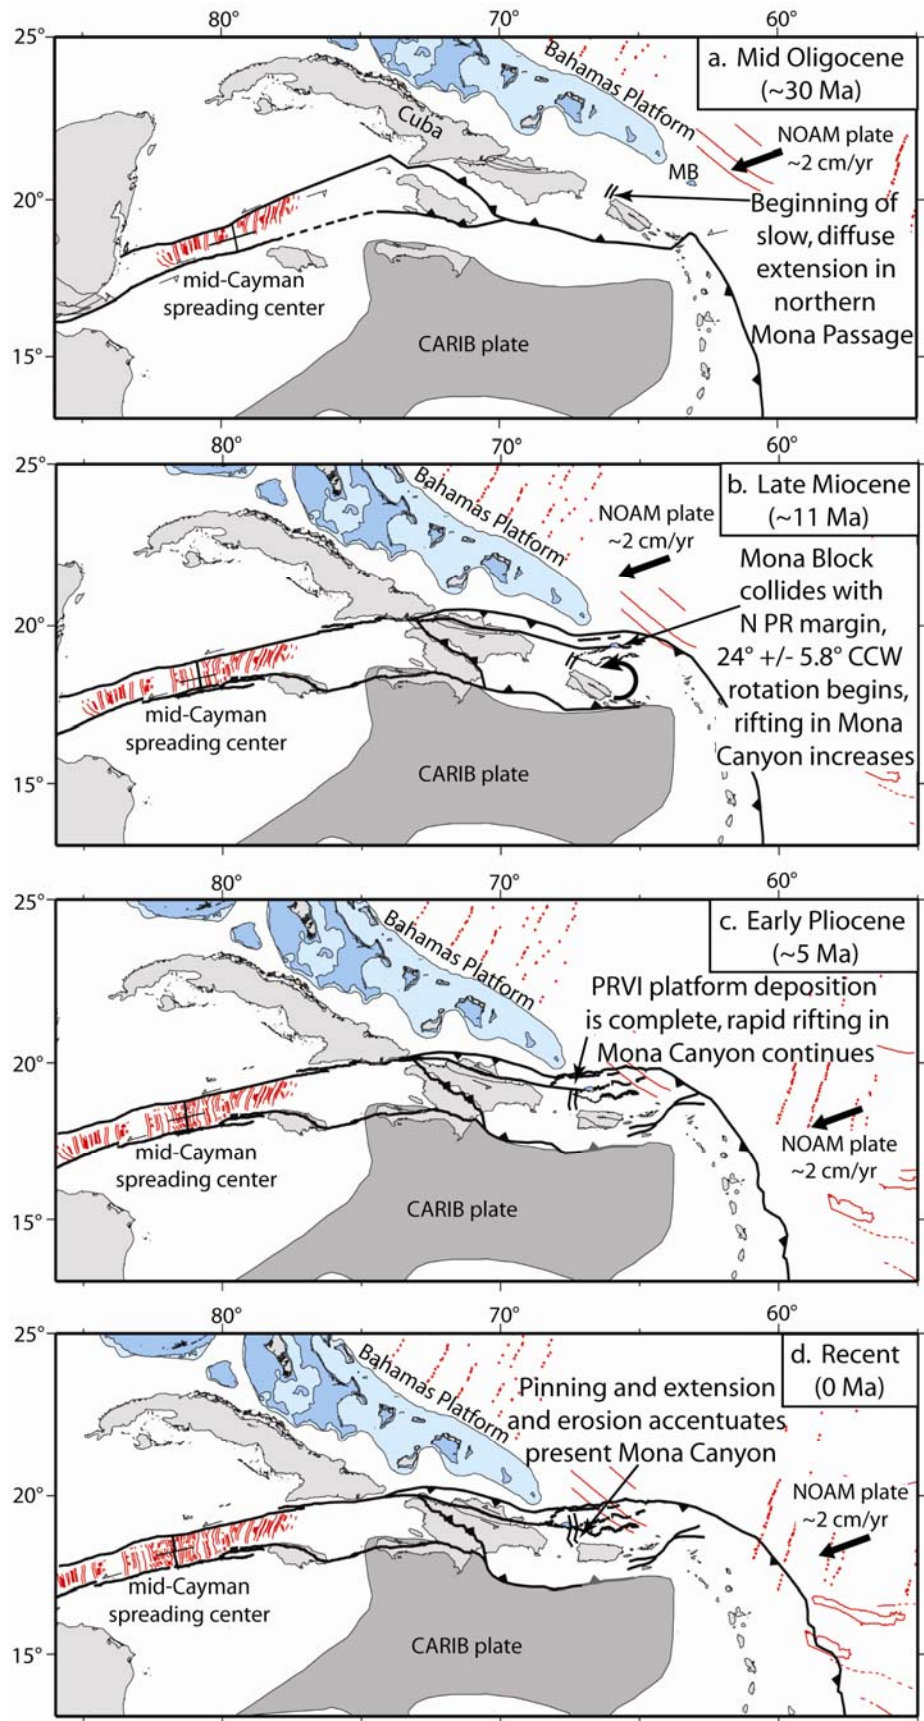 80°
70°
60°
25°
a. Mid Oligocene
(~30 Ma)
Bahamas Platform
Cuba
NOAM plate
~2 cm/yr
MB
20°
Beginning of
slow, diffuse
extension in
northern
Mona Passage
mid-Cayman
spreading center
CARIB plate
15°
80°
70°
60°
25°
b. Late Miocene
(~11 Ma)
Bahamas Platform
NOAM plate
~2 cm/yr
Mona Block
collides with
N PR margin,
24° +/- 5.8° CCW
rotation begins,
rifting in Mona
Canyon increases
20°
mid-Cayman
spreading center
CARIB plate
15°
80°
70°
60°
25°
c. Early Pliocene
(~5 Ma)
Bahamas Platform
PRVI platform deposition
is complete, rapid rifting in
Mona Canyon continues
20°
NOAM plate
~2 cm/yr
mid-Cayman
spreading center
CARIB plate
15°
80°
70°
60°
25°
d. Recent
(0 Ma)
Bahamas Platform
Pinning and extension
and erosion accentuates
present Mona Canyon
20°
NOAM plate
~2 cm/yr
mid-Cayman
spreading center
CARIB plate
15°